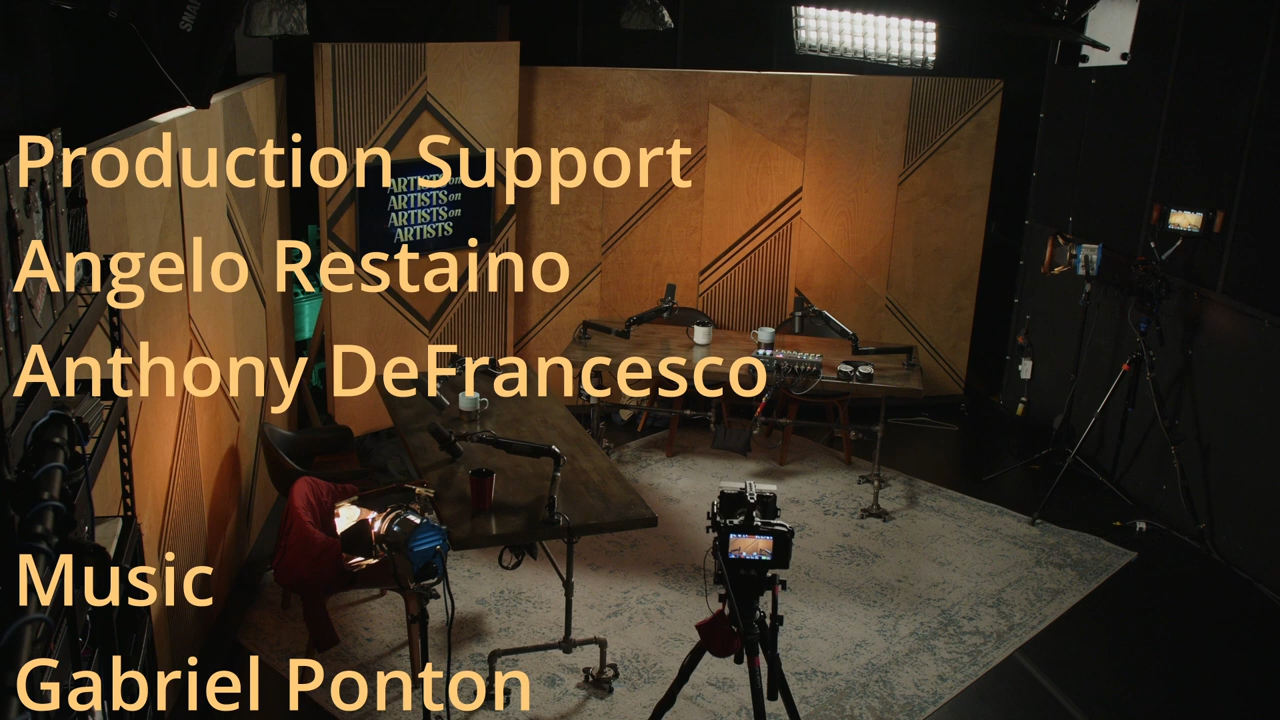 Production Support
ARTISTS on
ARTISTS on
ARTISTS on
ARTISTS
Angelo Restaino
Anthony DeFrancesco
Music
Gabriel Ponton